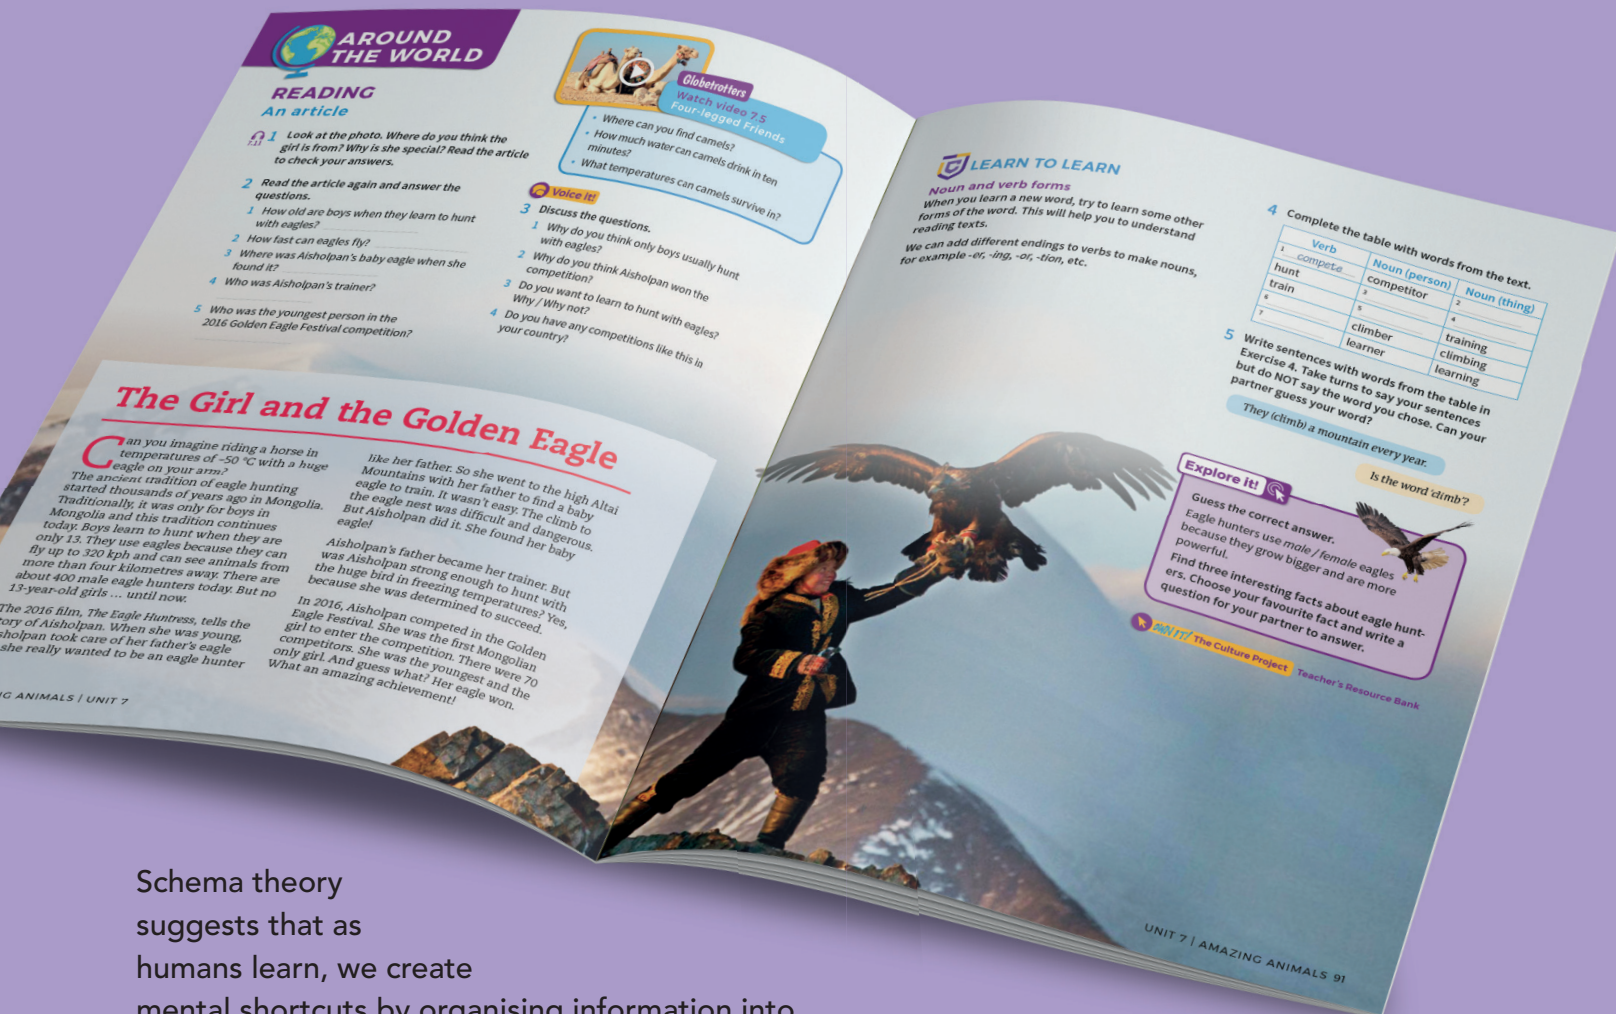 AROUND
THE WORLD
READING
An article
7.13
1 Look at the photo. Where do you think the
girl is from? Why is she special? Read the article
to check your answers.
2 Read the article again and answer the
questions.
1 How old are boys when they learn to hunt
with eagles?
2 How fast can eagles fly?
3 Where was Aisholpan's baby eagle when she
found it?
4 Who was Aisholpan's trainer?
5 Who was the youngest person in the
2016 Golden Eagle Festival competition?
Globetrotters
Watch video 7.5
Four-legged Friends
• Where can you find camels?
• How much water can camels drink in ten
minutes?
• What temperatures can camels survive in?
Voice it!
3 Discuss the questions.
1 Why do you think only boys usually hunt
with eagles?
2 Why do you think Aisholpan won the
competition?
3 Do you want to learn to hunt with eagles?
Why / Why not?
4 Do you have any competitions like this in
your country?
The Girl and the Golden Eagle
Can you imagine riding a horse in
temperatures of –50 °C with a huge
eagle on your arm?
The ancient tradition of eagle hunting
started thousands of years ago in Mongolia.
Traditionally, it was only for boys in
Mongolia and this tradition continues
today. Boys learn to hunt when they are
only 13. They use eagles because they can
fly up to 320 kph and can see animals from
more than four kilometres away. There are
about 400 male eagle hunters today. But no
13-year-old girls ... until now.
The 2016 film, The Eagle Huntress, tells the
tory of Aisholpan. When she was young,
sholpan took care of her father's eagle
she really wanted to be an eagle hunter
like her father. So she went to the high Altai
Mountains with her father to find a baby
eagle to train. It wasn't easy. The climb to
the eagle nest was difficult and dangerous.
But Aisholpan did it. She found her baby
eagle!
Aisholpan's father became her trainer. But
was Aisholpan strong enough to hunt with
the huge bird in freezing temperatures? Yes,
because she was determined to succeed.
In 2016, Aisholpan competed in the Golden
Eagle Festival. She was the first Mongolian
girl to enter the competition. There were 70
competitors. She was the youngest and the
only girl. And guess what? Her eagle won.
What an amazing achievement!
NG ANIMALS | UNIT 7
LEARN TO LEARN
Noun and verb forms
When you learn a new word, try to learn some other
forms of the word. This will help you to understand
reading texts.
We can add different endings to verbs to make nouns,
for example -er, -ing, -or, -tion, etc.
4 Complete the table with words from the text.
Verb Noun (person) Noun (thing)
1 compete competitor 2
hunt 3 4
train 5 training
6 climber climbing
7 learner learning
5 Write sentences with words from the table in
Exercise 4. Take turns to say your sentences
but do NOT say the word you chose. Can your
partner guess your word?
They (climb) a mountain every year.
Is the word 'climb'?
Explore it!
Guess the correct answer.
Eagle hunters use male / female eagles
because they grow bigger and are more
powerful.
Find three interesting facts about eagle hunt-
ers. Choose your favourite fact and write a
question for your partner to answer.
The Culture Project Teacher's Resource Bank
UNIT 7 | AMAZING ANIMALS 91
Schema theory
suggests that as
humans learn, we create
mental shortcuts by organising information into